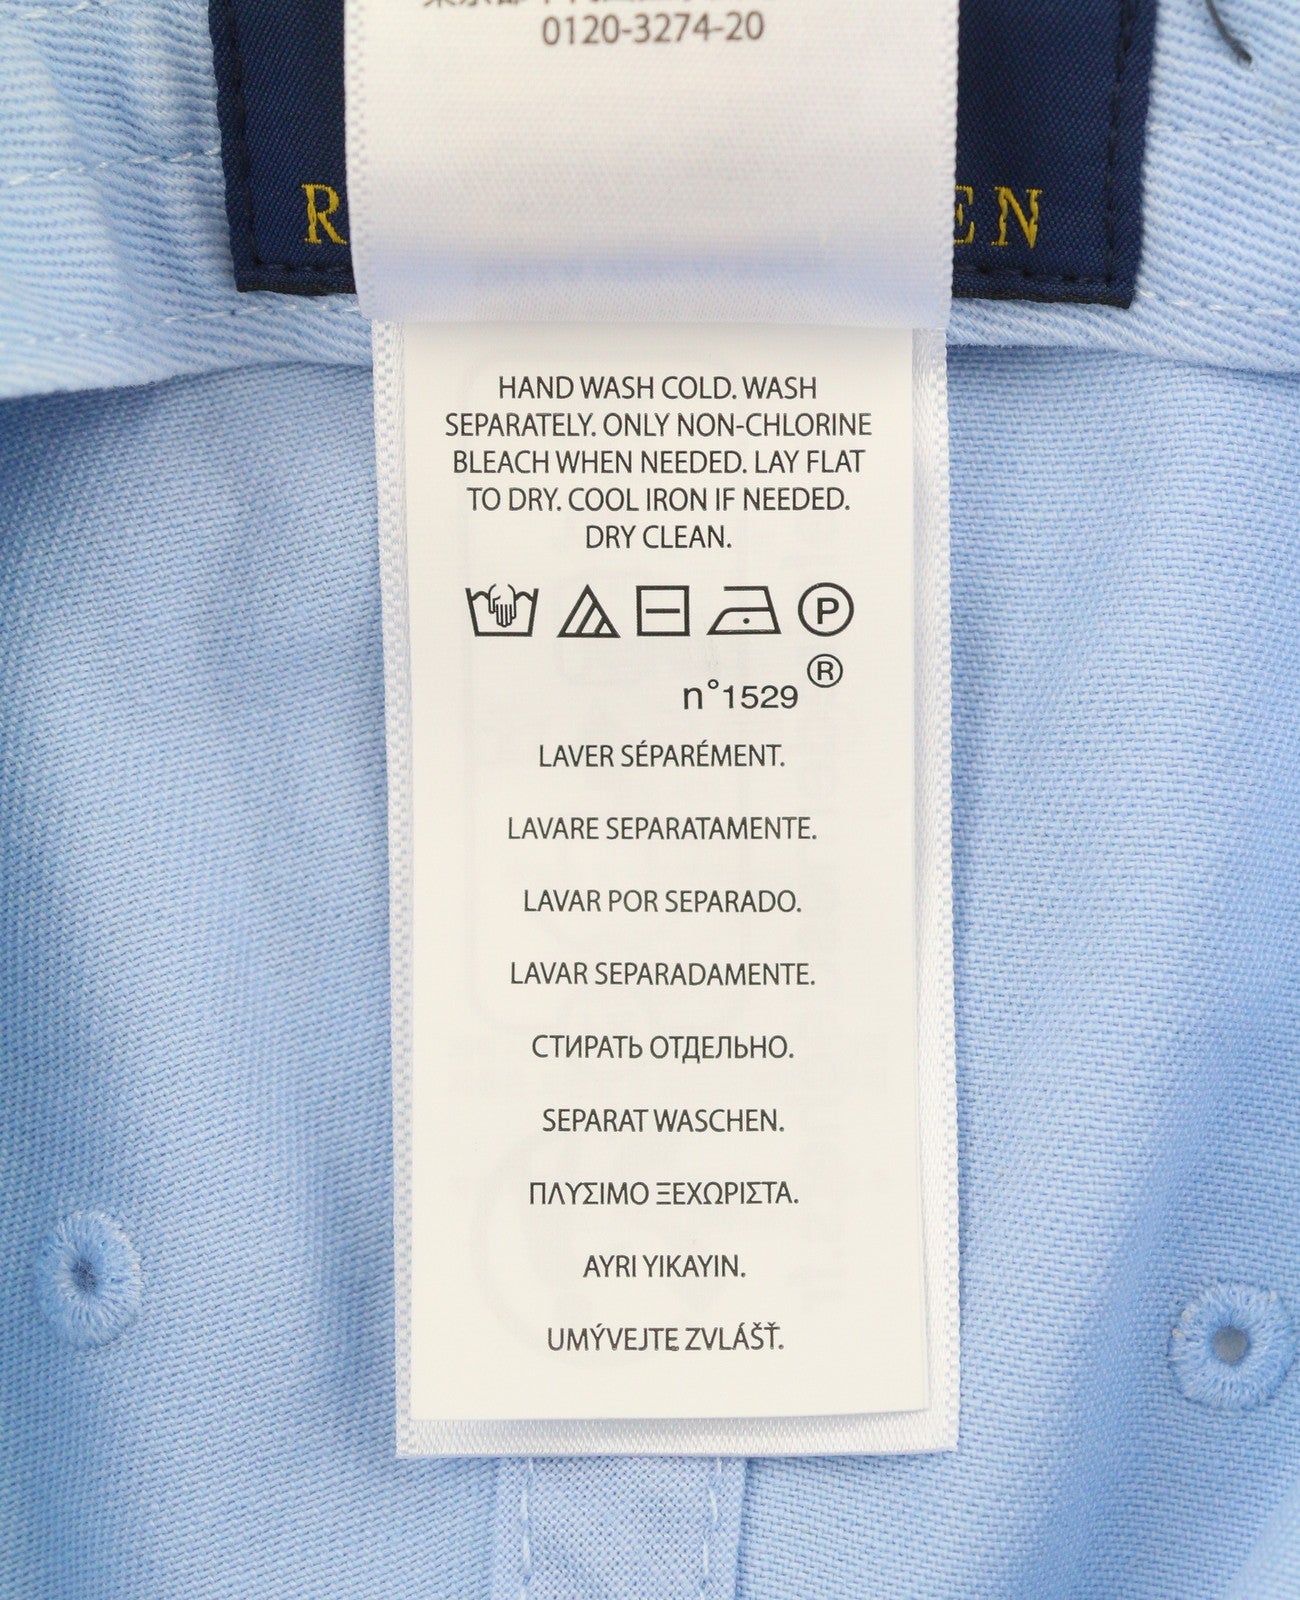 0120-3274-20
HAND WASH COLD. WASH
SEPARATELY. ONLY NON-CHLORINE
BLEACH WHEN NEEDED. LAY FLAT
TO DRY. COOL IRON IF NEEDED.
DRY CLEAN.
P
n°1529 ®
LAVER SÉPARÉMENT.
LAVARE SEPARATAMENTE.
LAVAR POR SEPARADO.
LAVAR SEPARADAMENTE.
СТИРАТЬ ОТДЕЛЬНО.
SEPARAT WASCHEN.
ΠΛΥΣΙΜΟ ΞΕΧΩΡΙΣΤΑ.
AYRI YIKAYIN.
UMÝVEJTE ZVLÁŠŤ.